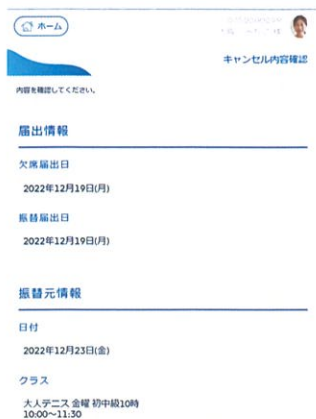 ホーム
キャンセル内容確認
内容を確認してください。
届出情報
欠席届出日
2022年12月19日(月)
振替届出日
2022年12月19日(月)
振替元情報
日付
2022年12月23日(金)
クラス
大人テニス 金曜 初中級10時
10:00~11:30